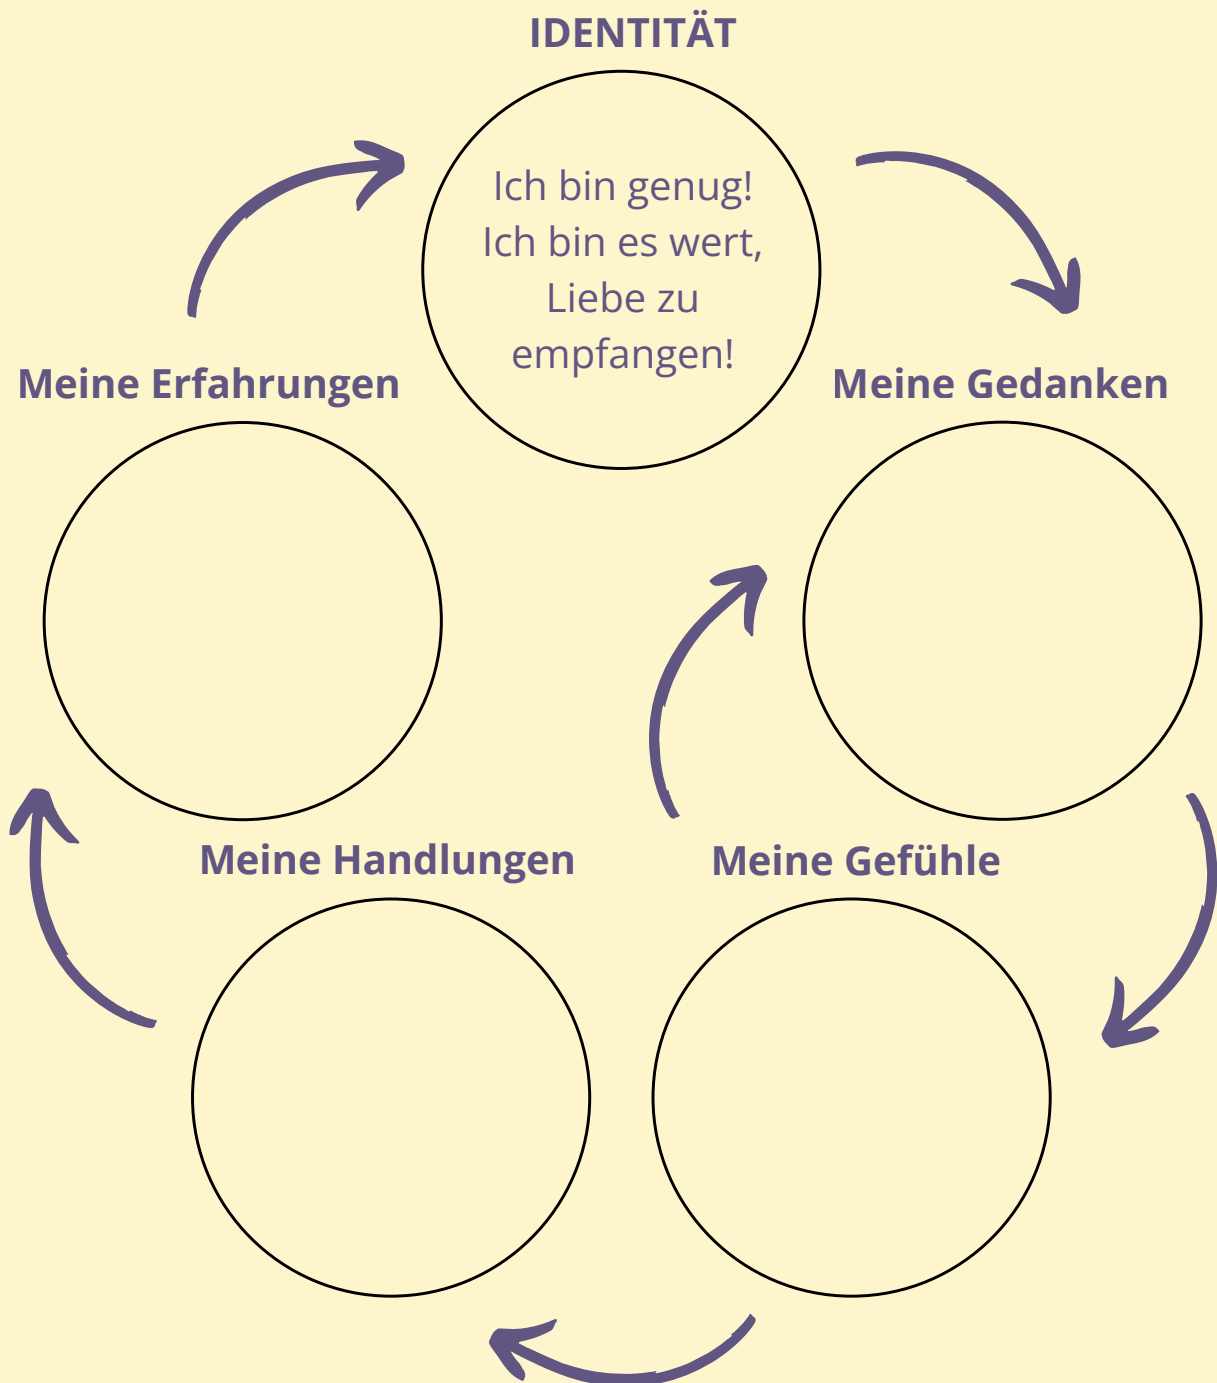 IDENTITÄT
Ich bin genug!
Ich bin es wert,
Liebe zu
empfangen!
Meine Erfahrungen
Meine Gedanken
Meine Handlungen
Meine Gefühle